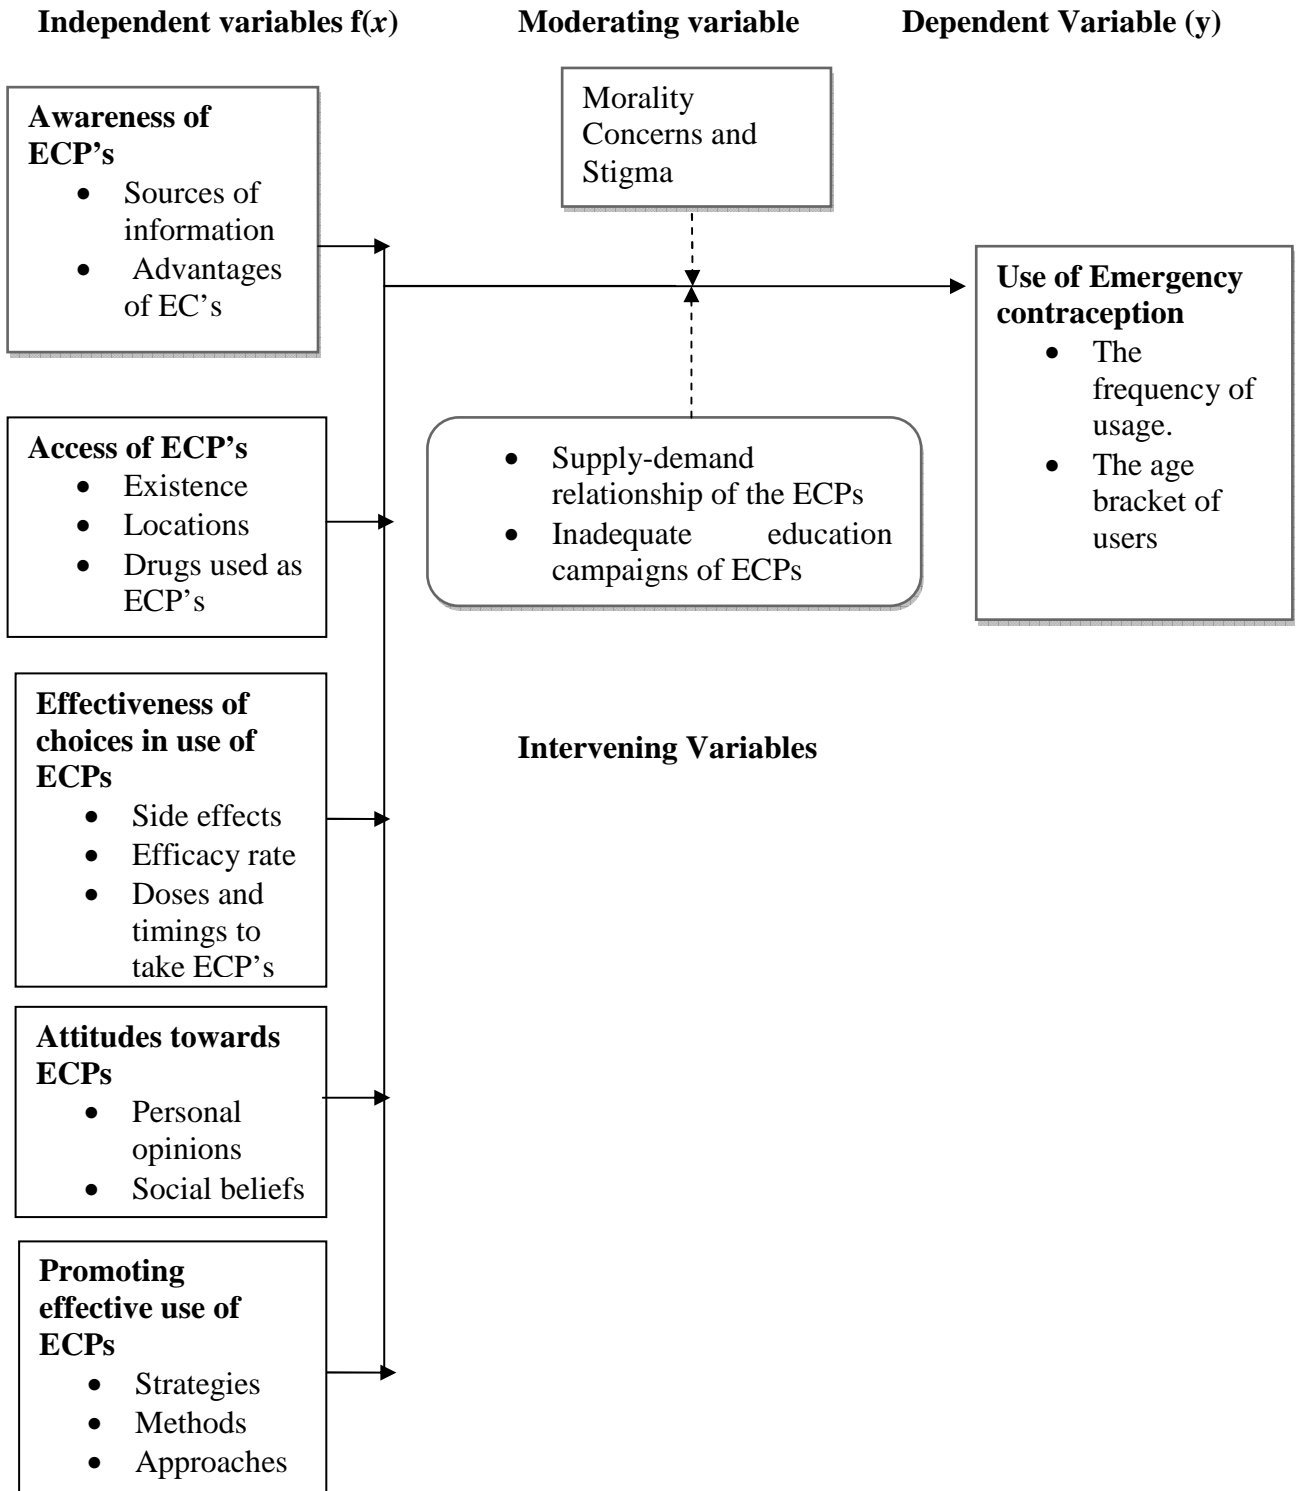 Independent variables f(x)
Moderating variable
Dependent Variable (y)
Awareness of
ECP’s
• Sources of
information
• Advantages
of EC’s
Morality
Concerns and
Stigma
Use of Emergency
contraception
• The
frequency of
usage.
• The age
bracket of
users
Access of ECP’s
• Existence
• Locations
• Drugs used as
ECP’s
• Supply-demand
relationship of the ECPs
• Inadequate education
campaigns of ECPs
Effectiveness of
choices in use of
ECPs
• Side effects
• Efficacy rate
• Doses and
timings to
take ECP’s
Intervening Variables
Attitudes towards
ECPs
• Personal
opinions
• Social beliefs
Promoting
effective use of
ECPs
• Strategies
• Methods
• Approaches